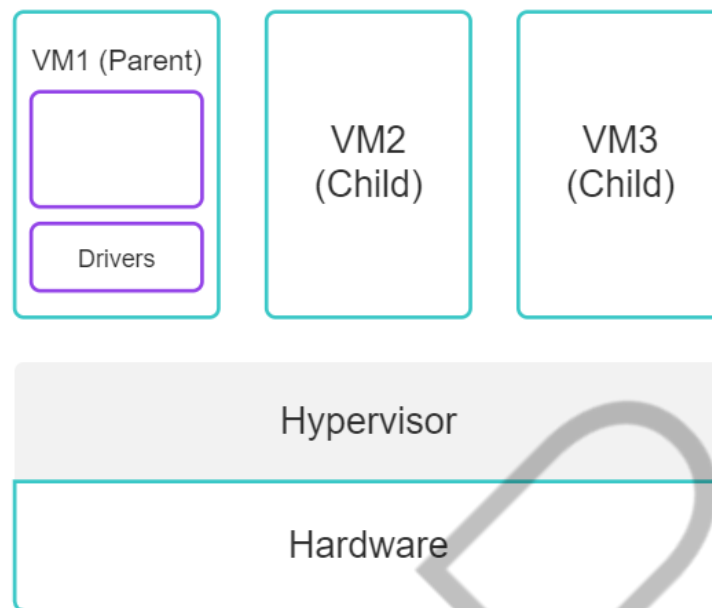 VM1 (Parent)
Drivers
VM2
(Child)
VM3
(Child)
Hypervisor
Hardware